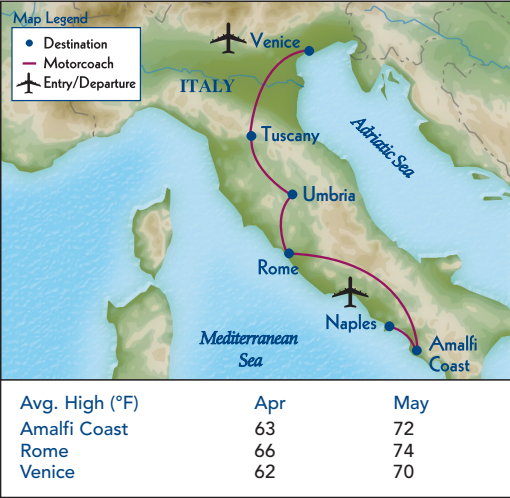 Map Legend
Destination
Motorcoach
Entry/Departure
Venice
ITALY
Tuscany
Adriatic Sea
Umbria
Rome
Naples
Mediterranean
Sea
Amalfi
Coast
Avg. High (°F) Apr May
Amalfi Coast 63 72
Rome 66 74
Venice 62 70